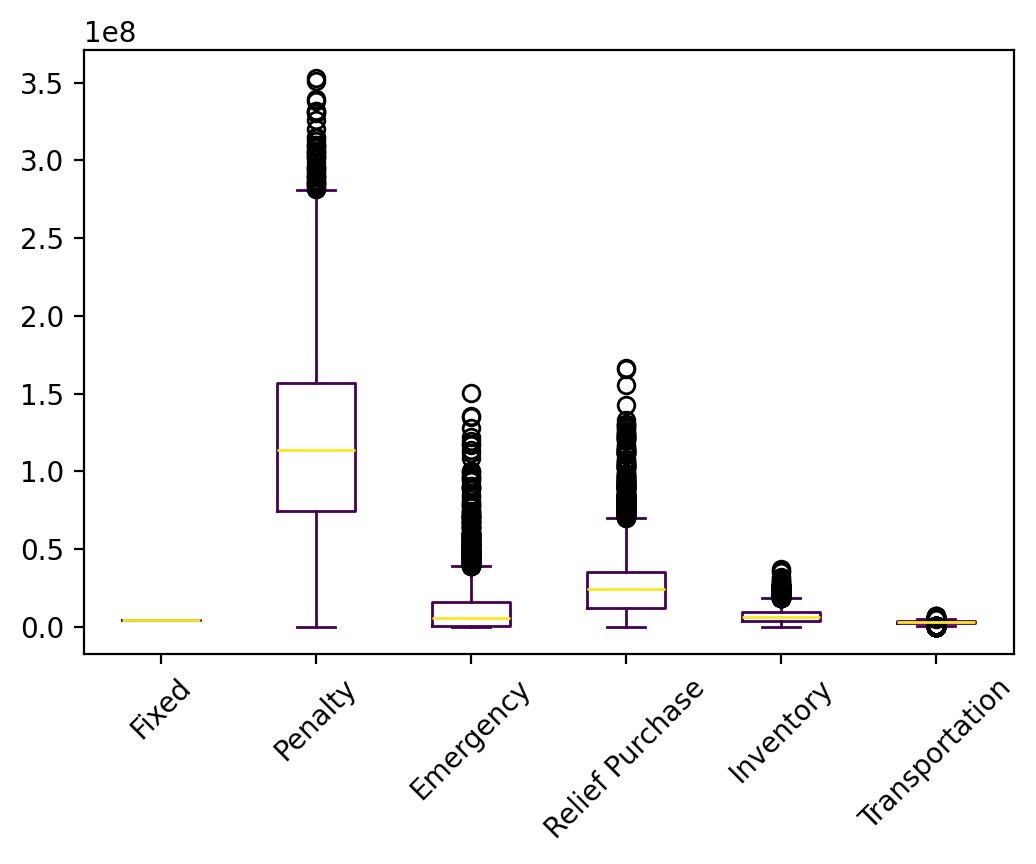 1e8
3.5
3.0
2.5
2.0
1.5
1.0
0.5
0.0
Fixed
Penalty
Emergency
Relief Purchase
Inventory
Transportation